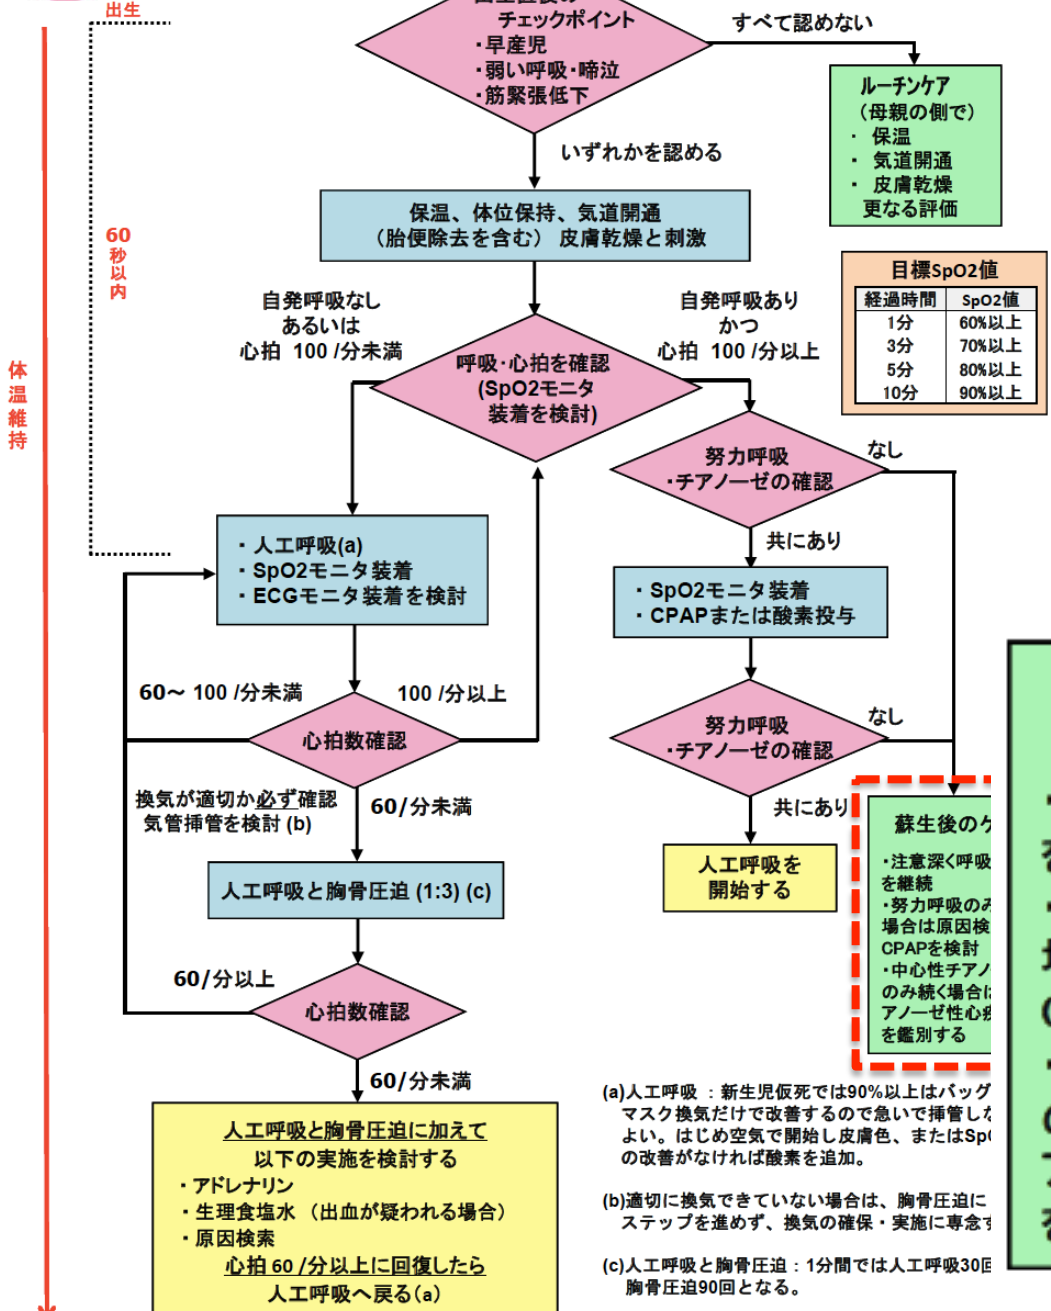 出生
チェックポイント
・早産児
・弱い呼吸・啼泣
・筋緊張低下
すべて認めない
ルーチンケア
(母親の側で)
・ 保温
・ 気道開通
・ 皮膚乾燥
更なる評価
いずれかを認める
60
秒
以
内
保温、体位保持、気道開通
(胎便除去を含む) 皮膚乾燥と刺激
目標SpO2値
経過時間 SpO2値
1分 60%以上
3分 70%以上
5分 80%以上
10分 90%以上
自発呼吸なし
あるいは
心拍 100 /分未満
自発呼吸あり
かつ
心拍 100 /分以上
呼吸・心拍を確認
(SpO2モニタ
装着を検討)
体
温
維
持
努力呼吸
・チアノーゼの確認
なし
共にあり
・人工呼吸(a)
・SpO2モニタ装着
・ECGモニタ装着を検討
・SpO2モニタ装着
・CPAPまたは酸素投与
60～ 100 /分未満
100 /分以上
心拍数確認
努力呼吸
・チアノーゼの確認
なし
共にあり
換気が適切か必ず確認
気管挿管を検討 (b)
60/分未満
人工呼吸を
開始する
蘇生後の
・注意深く呼吸
を継続
・努力呼吸の
場合は原因検
CPAPを検討
・中心性チアノ
のみ続く場合
アノーゼ性心
を鑑別する
人工呼吸と胸骨圧迫 (1:3) (c)
60/分以上
心拍数確認
60/分未満
人工呼吸と胸骨圧迫に加えて
以下の実施を検討する
・アドレナリン
・生理食塩水 (出血が疑われる場合)
・原因検索
心拍 60 /分以上に回復したら
人工呼吸へ戻る(a)
(a)人工呼吸 : 新生児仮死では90%以上はバッグ
マスク換気だけで改善するので急いで挿管し
よい。はじめ空気で開始し皮膚色、またはSp
の改善がなければ酸素を追加。
(b)適切に換気できていない場合は、胸骨圧迫に
ステップを進めず、換気の確保・実施に専念
(c)人工呼吸と胸骨圧迫 : 1分間では人工呼吸30回
胸骨圧迫90回となる。